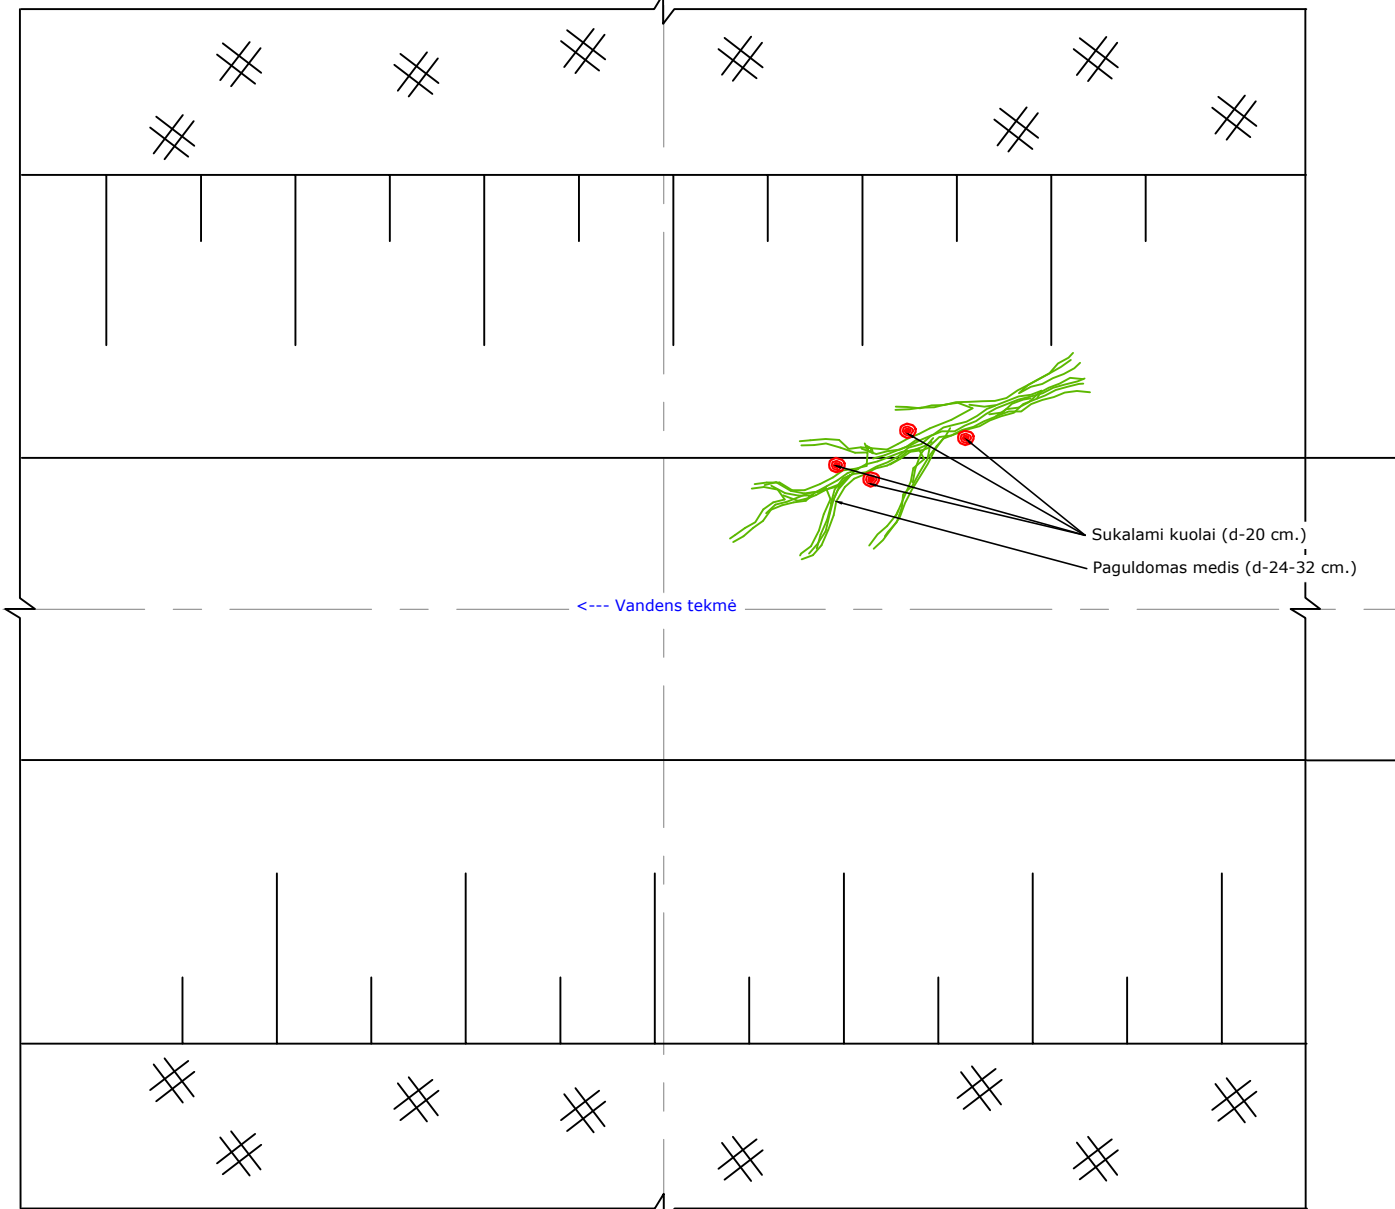 Sukalami kuolai (d-20 cm.)
Paguldomas medis (d-24-32 cm.)
<--- Vandens tekmė